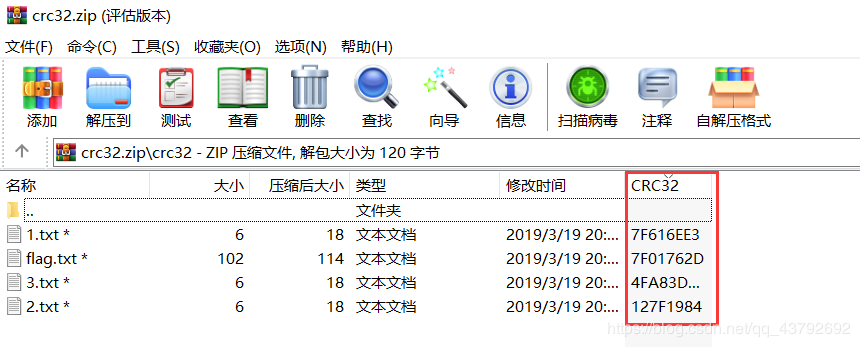 crc32.zip (评估版本)
文件(F) 命令(C) 工具(S) 收藏夹(O) 选项(N) 帮助(H)
添加 解压到 测试 查看 删除 查找 向导 信息 扫描病毒 注释 自解压格式
crc32.zip\crc32 - ZIP 压缩文件, 解包大小为 120 字节
名称 大小 压缩后大小 类型 修改时间 CRC32
.. 文件夹
1.txt * 6 18 文本文档 2019/3/19 20:... 7F616EE3
flag.txt * 102 114 文本文档 2019/3/19 20:... 7F01762D
3.txt * 6 18 文本文档 2019/3/19 20:... 4FA83D...
2.txt * 6 18 文本文档 2019/3/19 20:... 127F1984
https://blog.csdn.net/qq_43792692